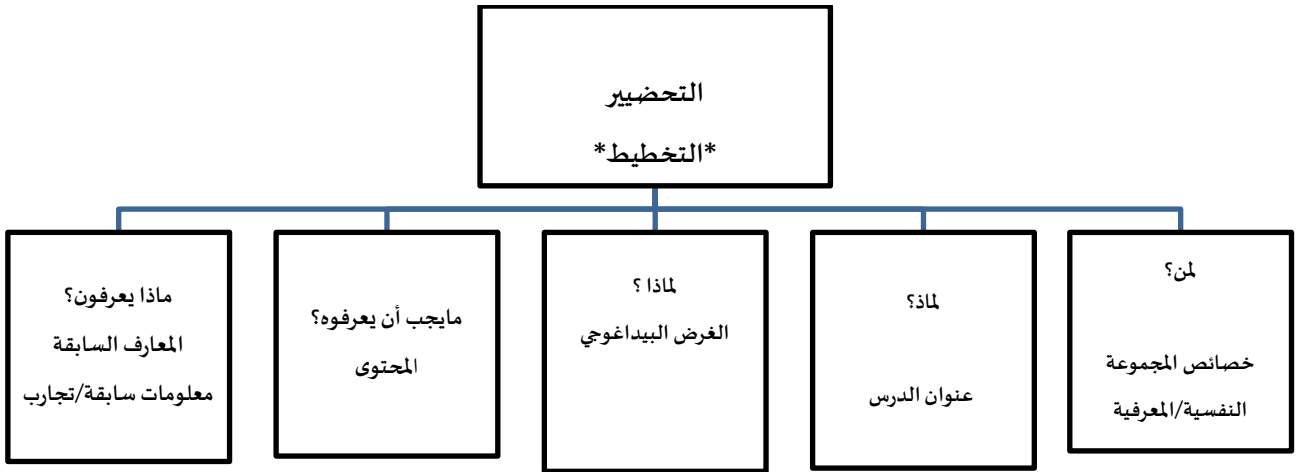 التحضيير
*التخطيط*
لمن؟
خصائص المجموعة
النفسية/المعرفية
لماذ؟
عنوان الدرس
لماذا ؟
الغرض البيداغوجي
مايجب أن يعرفوه؟
المحتوى
ماذا يعرفون؟
المعارف السابقة
معلومات سابقة/تجارب